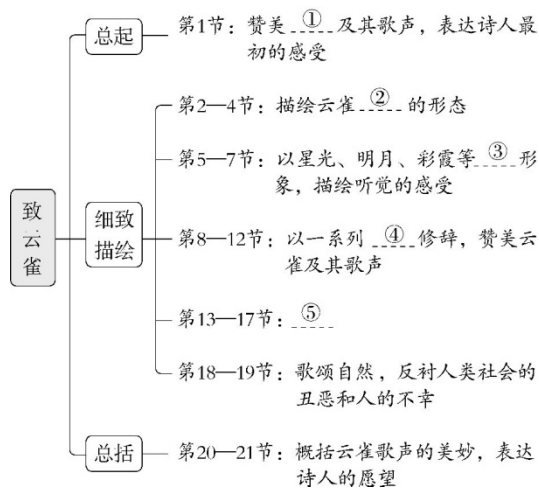 致云雀
总起
第1节：赞美 ① 及其歌声，表达诗人最
初的感受
细致
描绘
第2—4节：描绘云雀 ② 的形态
第5—7节：以星光、明月、彩霞等 ③ 形
象，描绘听觉的感受
第8—12节：以一系列 ④ 修辞，赞美云
雀及其歌声
第13—17节：⑤
第18—19节：歌颂自然，反衬人类社会的
丑恶和人的不幸
总括
第20—21节：概括云雀歌声的美妙，表达
诗人的愿望